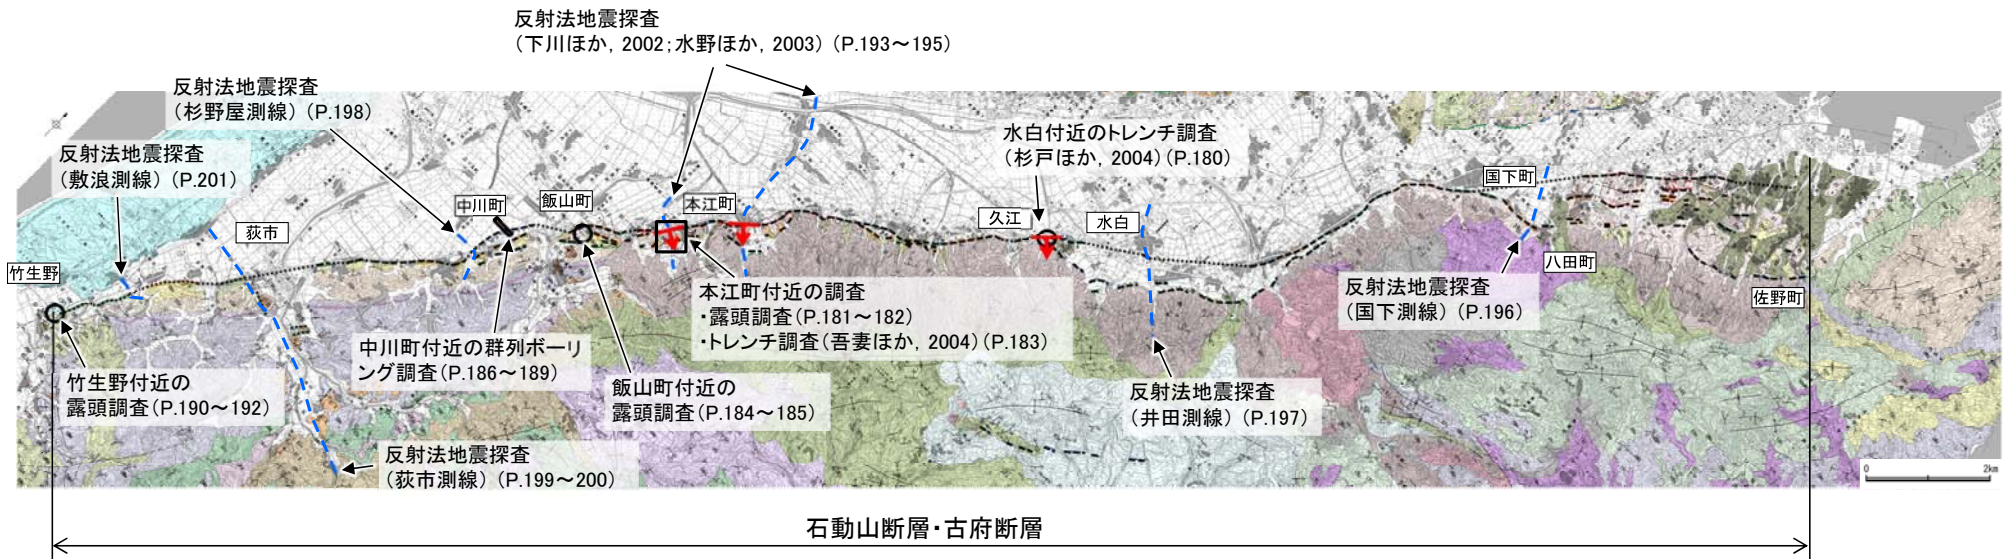 反射法地震探査
(下川ほか, 2002;水野ほか, 2003) (P.193~195)
反射法地震探査
(杉野屋測線) (P.198)
反射法地震探査
(敷浪測線) (P.201)
水白付近のトレンチ調査
(杉戸ほか, 2004)(P.180)
国下町
中川町
飯山町
本江町
久江
水白
荻市
竹生野
八田町
佐野町
本江町付近の調査
・露頭調査(P.181~182)
・トレンチ調査(吾妻ほか, 2004)(P.183)
反射法地震探査
(国下測線) (P.196)
中川町付近の群列ボーリ
ング調査(P.186~189)
竹生野付近の
露頭調査(P.190~192)
飯山町付近の
露頭調査(P.184~185)
反射法地震探査
(井田測線) (P.197)
反射法地震探査
(荻市測線) (P.199~200)
0 2km
石動山断層・古府断層